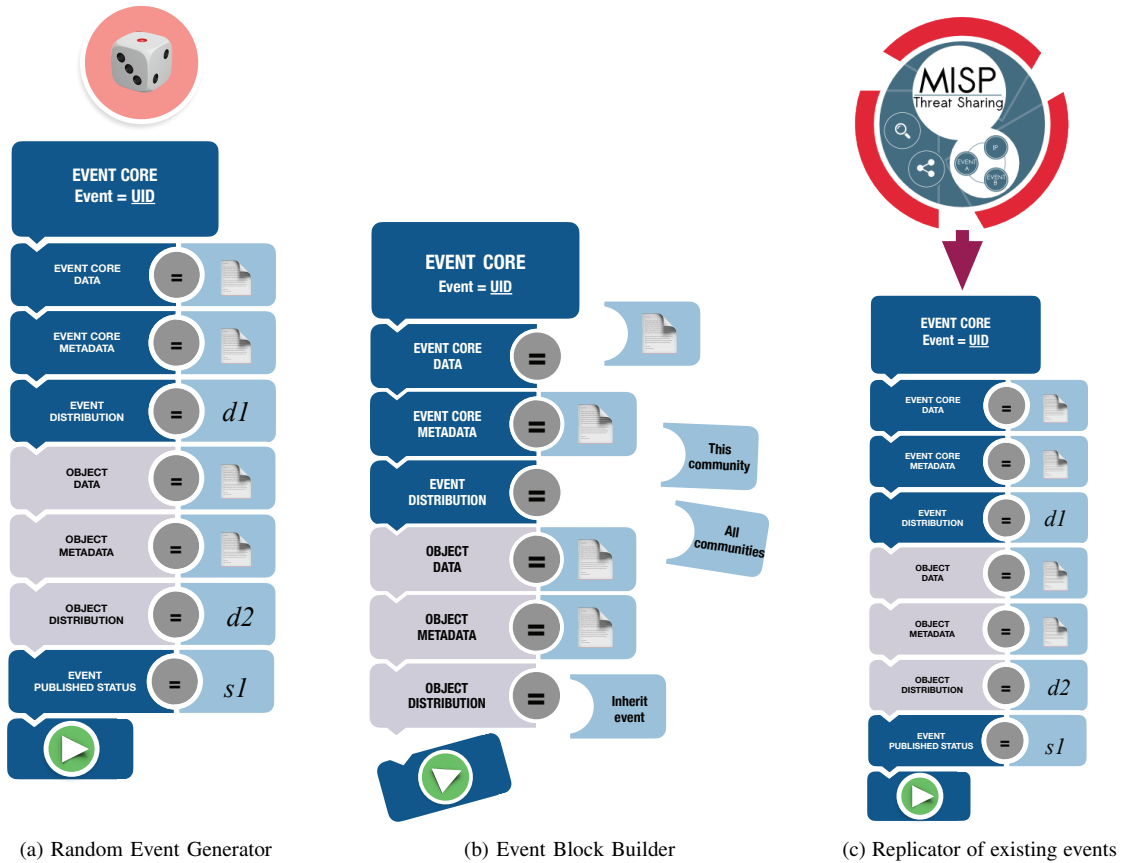 EVENT CORE
Event = UID
EVENT CORE
DATA
=
EVENT CORE
METADATA
=
EVENT
DISTRIBUTION
=
d1
OBJECT
DATA
=
OBJECT
METADATA
=
OBJECT
DISTRIBUTION
=
d2
EVENT
PUBLISHED STATUS
=
s1
(a) Random Event Generator
EVENT CORE
Event = UID
EVENT CORE
DATA
=
EVENT CORE
METADATA
=
EVENT
DISTRIBUTION
=
This
community
All
communities
OBJECT
DATA
=
OBJECT
METADATA
=
OBJECT
DISTRIBUTION
=
Inherit
event
(b) Event Block Builder
MISP
Threat Sharing
IP
EVENT
A
EVENT
B
EVENT CORE
Event = UID
EVENT CORE
DATA
=
EVENT CORE
METADATA
=
EVENT
DISTRIBUTION
=
d1
OBJECT
DATA
=
OBJECT
METADATA
=
OBJECT
DISTRIBUTION
=
d2
EVENT
PUBLISHED STATUS
=
s1
(c) Replicator of existing events